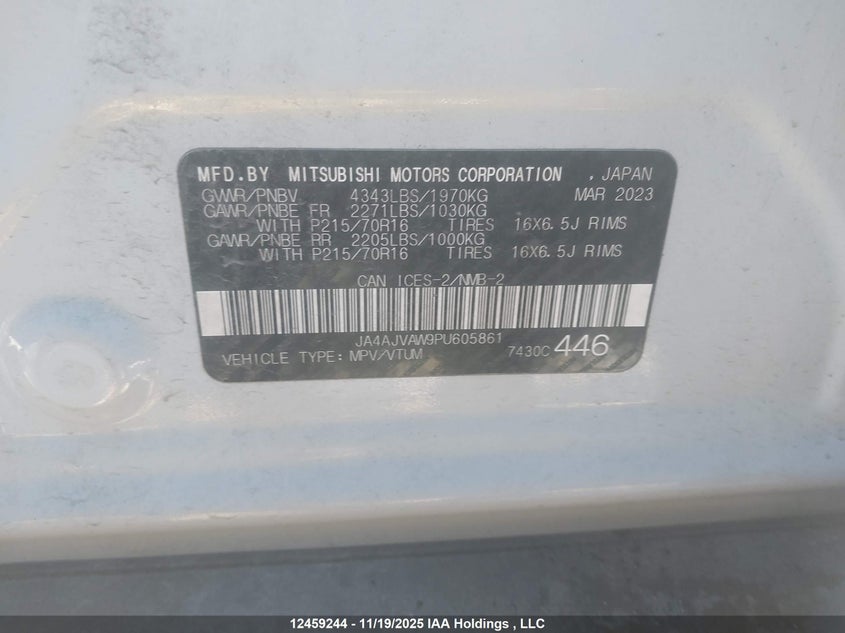 MFD.BY MITSUBISHI MOTORS CORPORATION , JAPAN
GVWR/PNBV 4343LBS/1970KG MAR 2023
GAWR/PNBE FR 2271LBS/1030KG
WITH P215/70R16 TIRES 16X6.5J RIMS
GAWR/PNBE RR 2205LBS/1000KG
WITH P215/70R16 TIRES 16X6.5J RIMS
CAN ICES-2/NMB-2
JA4AJVAW9PU605861
VEHICLE TYPE: MPV/VTUM 7430C 446
12459244 - 11/19/2025 IAA Holdings , LLC